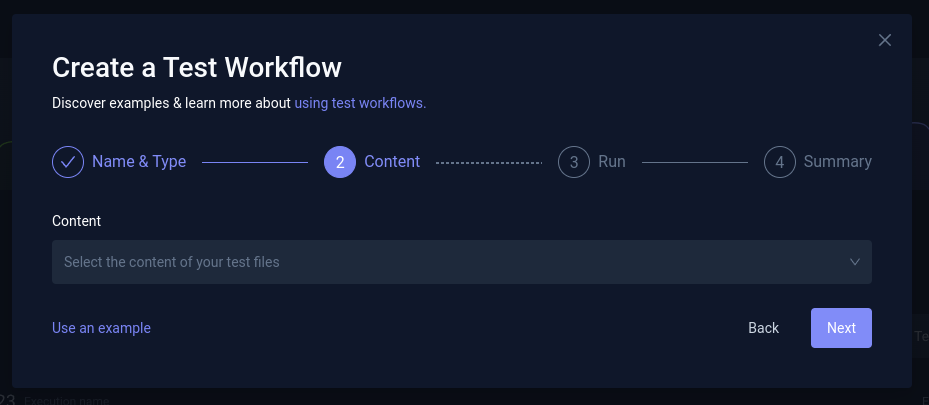 Create a Test Workflow
Discover examples & learn more about using test workflows.
Name & Type 2 Content 3 Run 4 Summary
Content
Select the content of your test files
Use an example Back Next
Te
23 Execution name